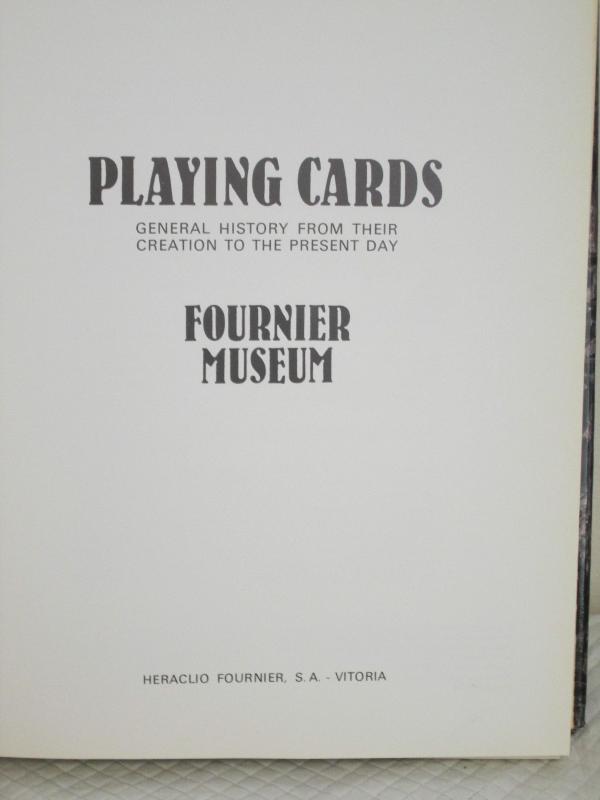 PLAYING CARDS
GENERAL HISTORY FROM THEIR
CREATION TO THE PRESENT DAY
FOURNIER
MUSEUM
HERACLIO FOURNIER, S. A. - VITORIA